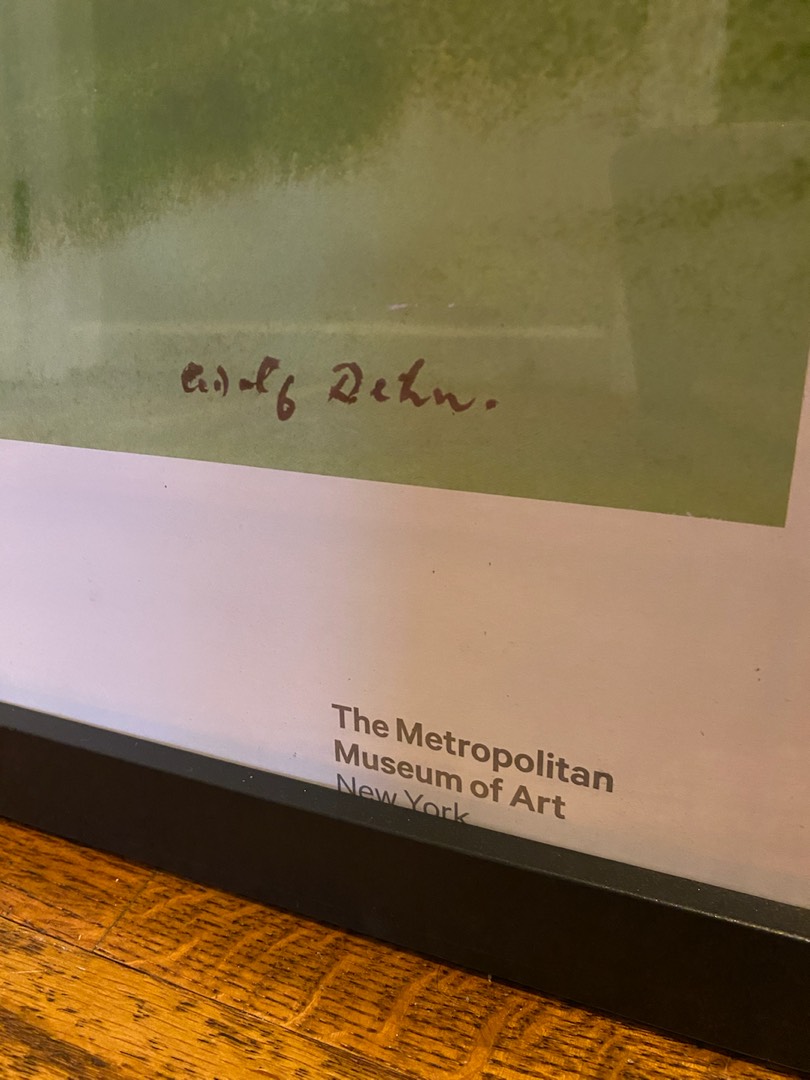 Adolf Dehn.
The Metropolitan
Museum of Art
New York